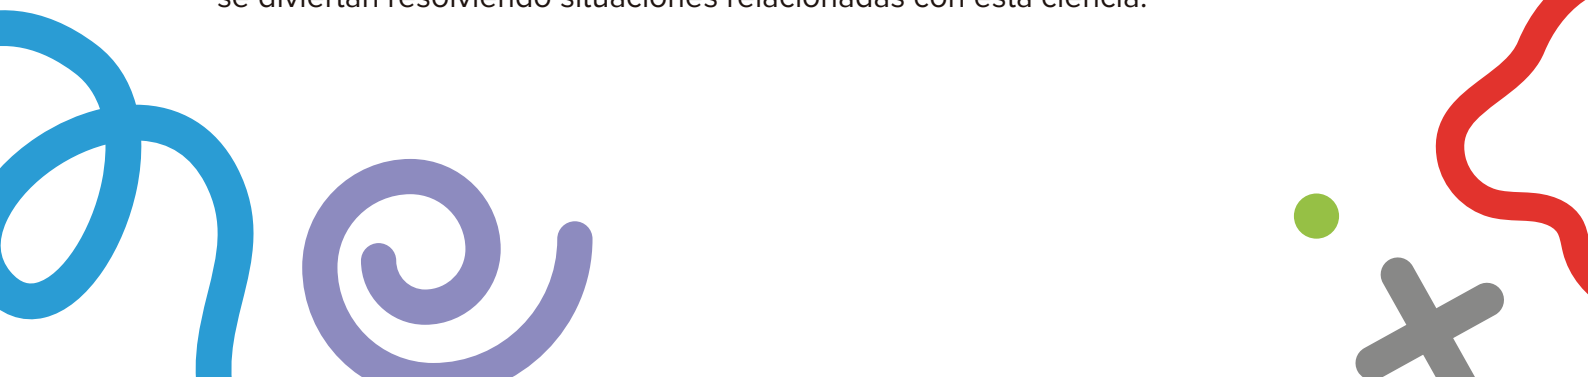 se diviertan resolviendo situaciones relacionadas con esta ciencia.